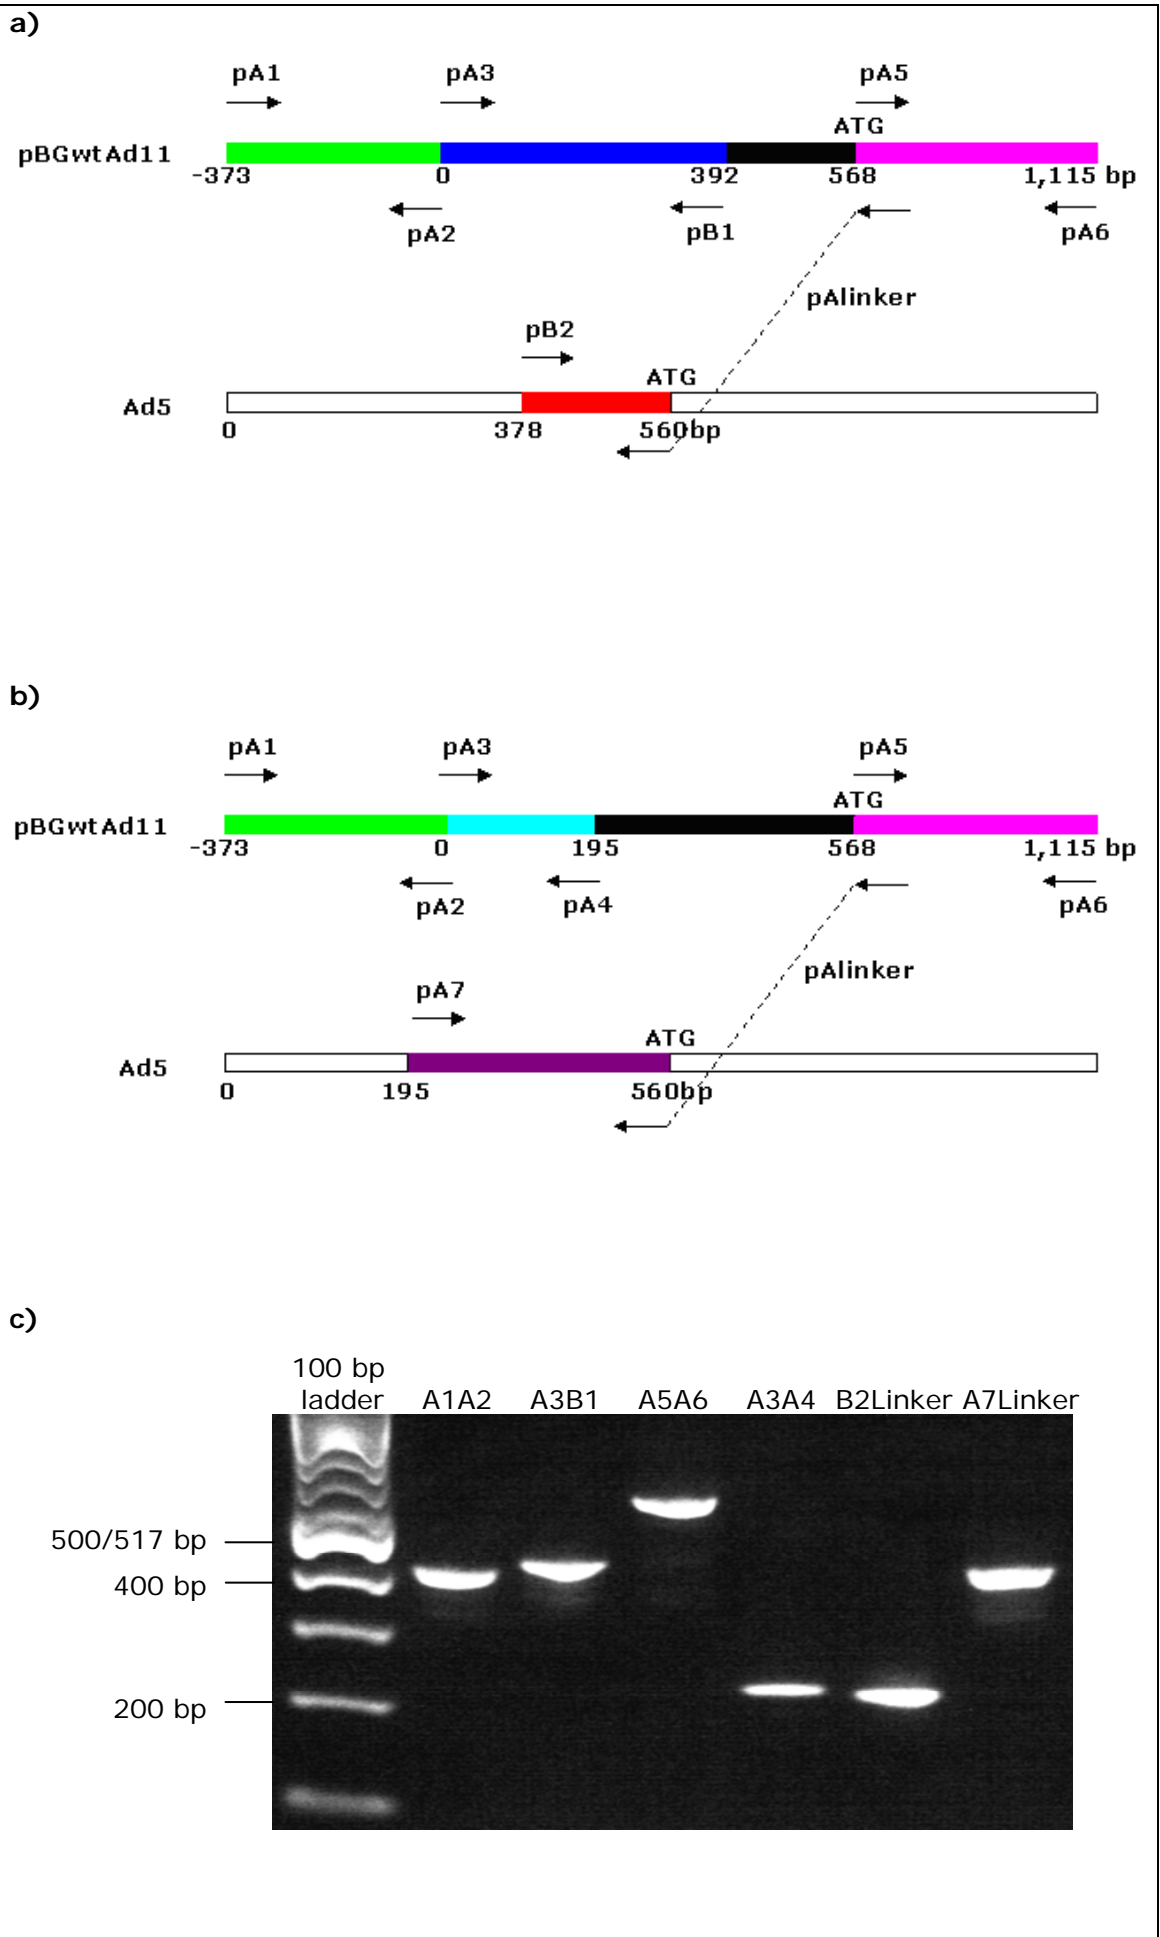 a)
pA1 pA3 pA5
ATG
pBGwtAd11
-373 0 392 568 1,115 bp
pA2 pB1 pA6
pAlinker
pB2
ATG
Ad5
0 378 560bp
b)
pA1 pA3 pA5
ATG
pBGwtAd11
-373 0 195 568 1,115 bp
pA2 pA4 pA6
pAlinker
pA7
ATG
Ad5
0 195 560bp
c)
100 bp
ladder A1A2 A3B1 A5A6 A3A4 B2Linker A7Linker
500/517 bp
400 bp
200 bp